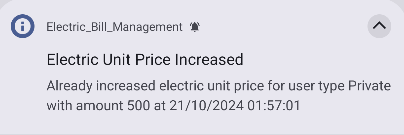 Electric_Bill_Management
Electric Unit Price Increased
Already increased electric unit price for user type Private
with amount 500 at 21/10/2024 01:57:01